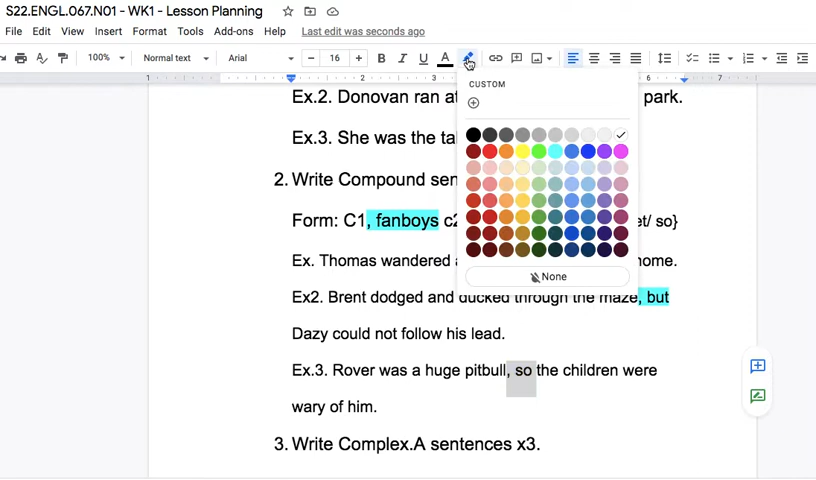 S22.ENGL.067.N01 - WK1 - Lesson Planning
File Edit View Insert Format Tools Add-ons Help Last edit was seconds ago
100% Normal text Arial 16 B I U A
1 6 7
CUSTOM
None
Ex.2. Donovan ran at park.
Ex.3. She was the
2. Write Compound
Form: C1, fanboys so}
Ex. Thomas wandered home.
Ex2. Brent dodged and ducked through the maze, but
Dazy could not follow his lead.
Ex.3. Rover was a huge pitbull, so the children were
wary of him.
3. Write Complex.A sentences x3.